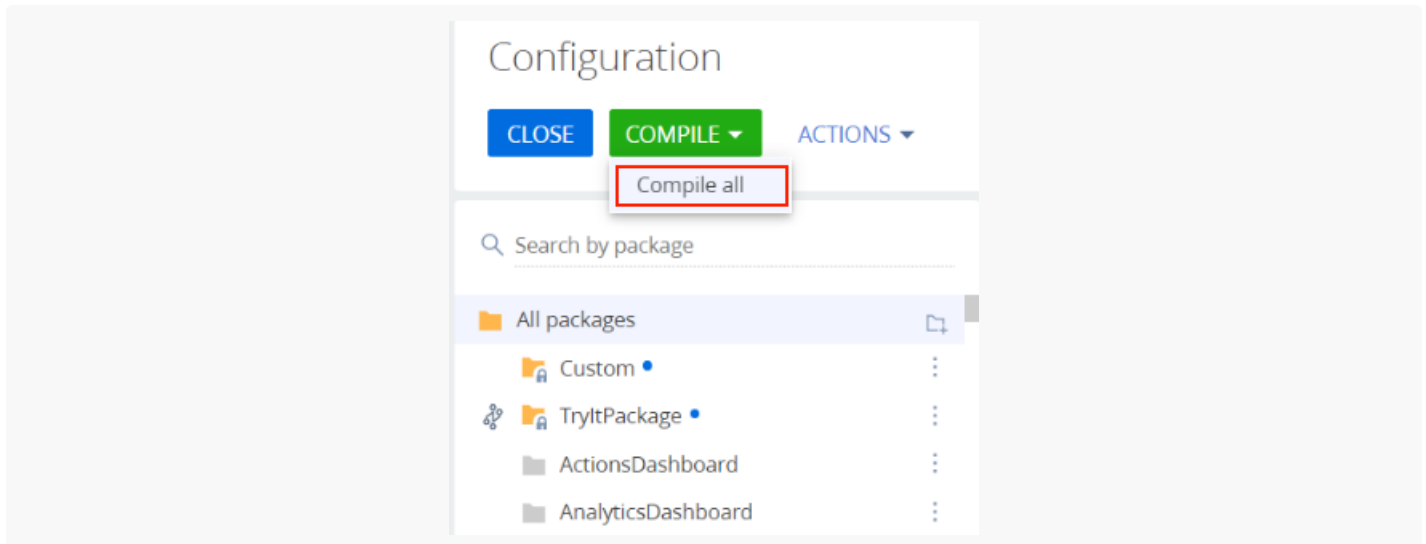 Configuration
CLOSE COMPILE ACTIONS
Compile all
Search by package
All packages
Custom
TryItPackage
ActionsDashboard
AnalyticsDashboard